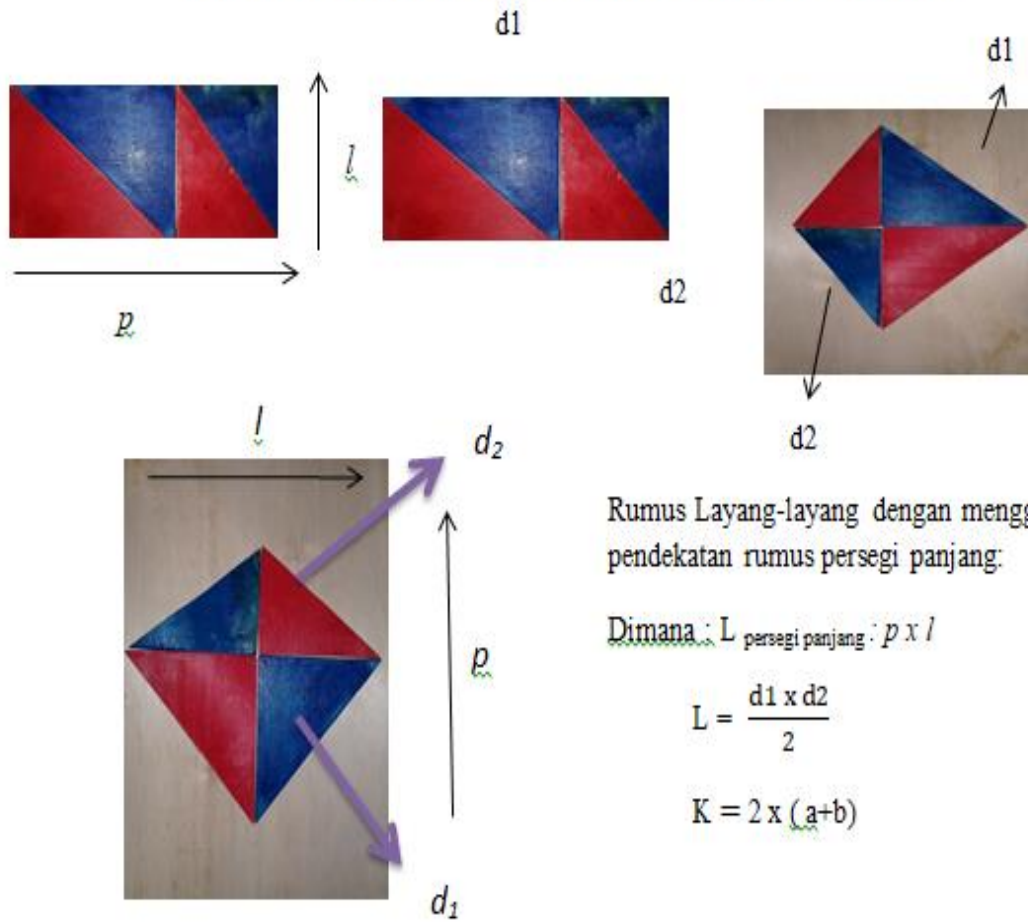 d1
d1
l
p
d2
d2
l
d₂
p
d₁
Rumus Layang-layang dengan mengg
pendekatan rumus persegi panjang:
Dimana : L persegi panjang : p x l
L = d1 x d2 / 2
K = 2 x ( a+b)